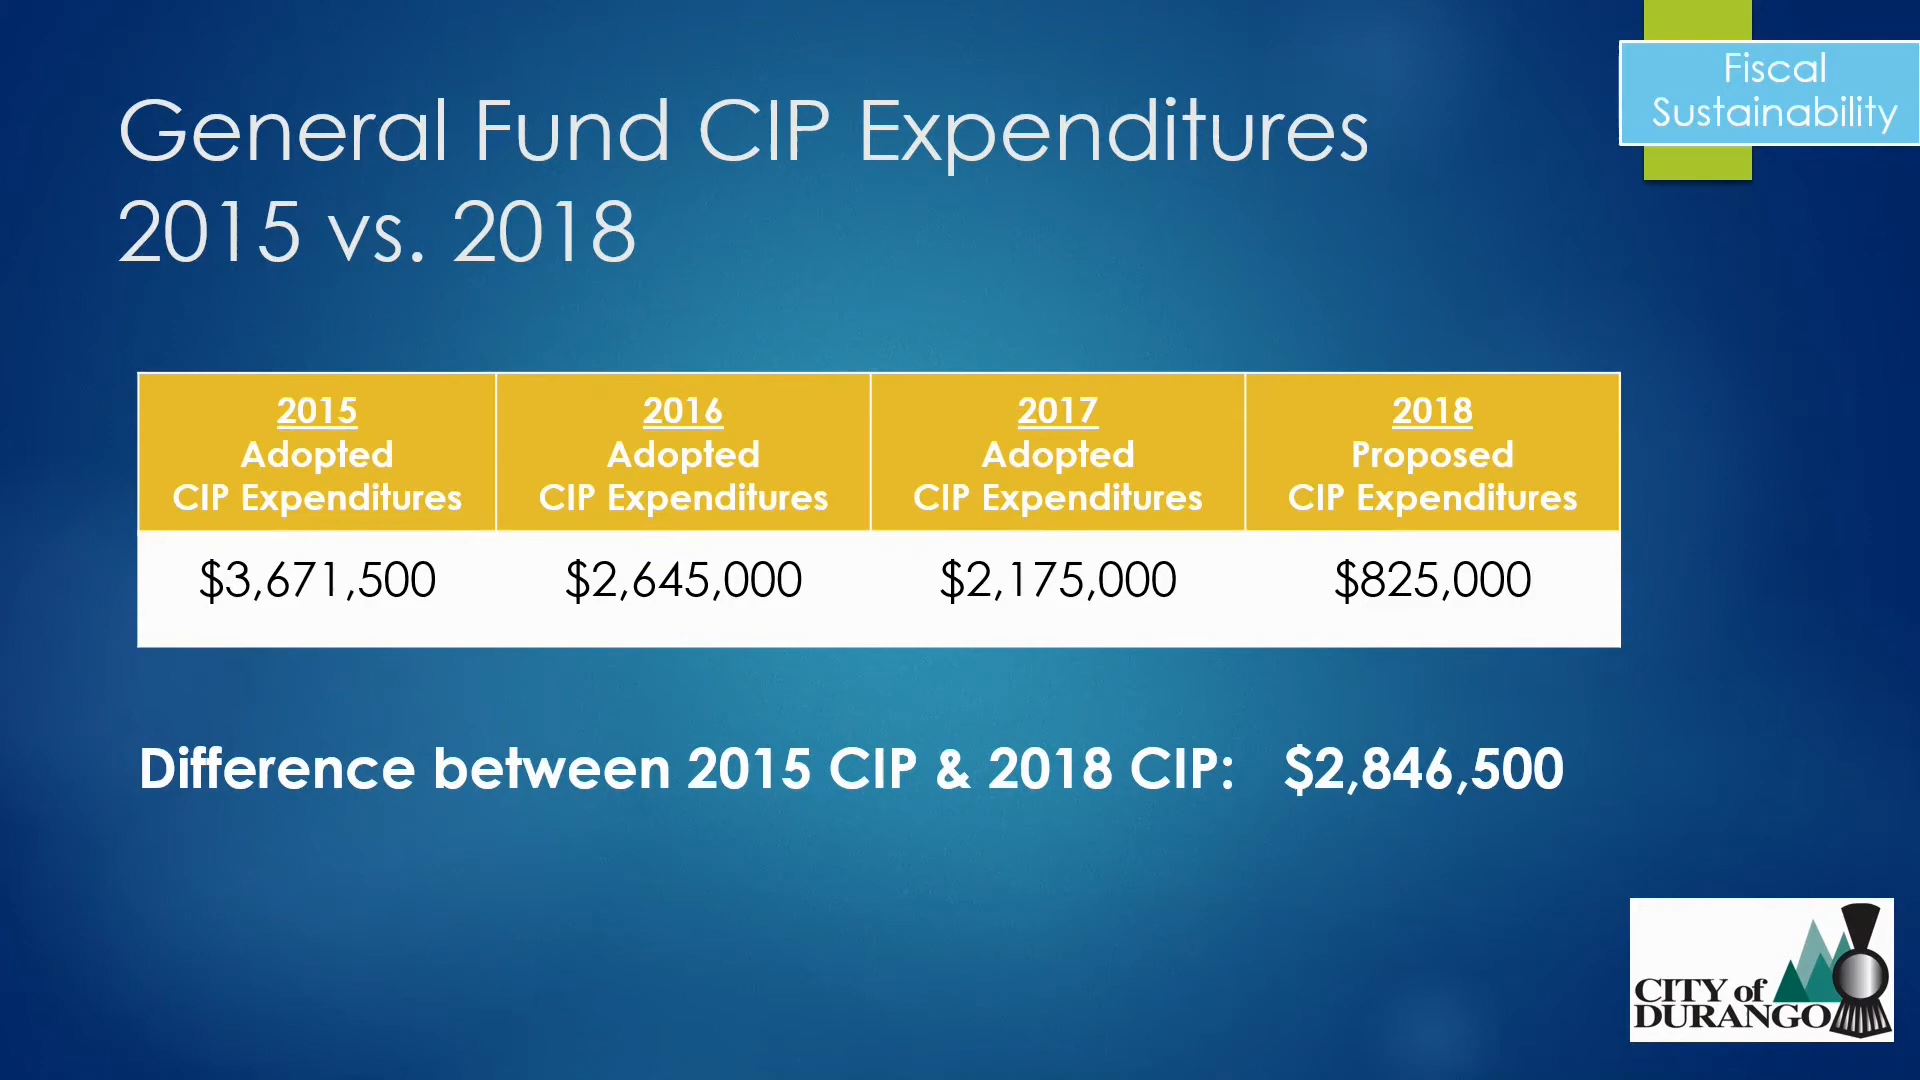 Fiscal
Sustainability
General Fund CIP Expenditures
2015 vs. 2018
2015 2016 2017 2018
Adopted Adopted Adopted Proposed
CIP Expenditures CIP Expenditures CIP Expenditures CIP Expenditures
$3,671,500 $2,645,000 $2,175,000 $825,000
Difference between 2015 CIP & 2018 CIP: $2,846,500
CITY of
DURANGO